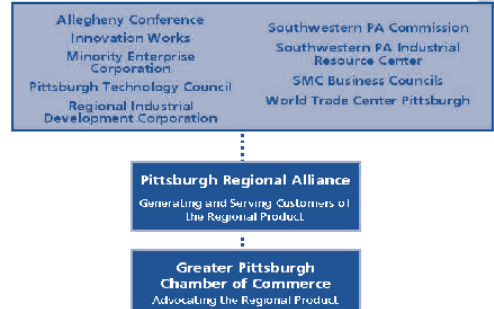 Allegheny Conference
Innovation Works
Minority Enterprise
Corporation
Pittsburgh Technology Council
Regional Industrial
Development Corporation
Southwestern PA Commission
Southwestern PA Industrial
Resource Center
SMC Business Councils
World Trade Center Pittsburgh
Pittsburgh Regional Alliance
Generating and Serving Customers of
the Regional Product
Greater Pittsburgh
Chamber of Commerce
Advocating the Regional Product